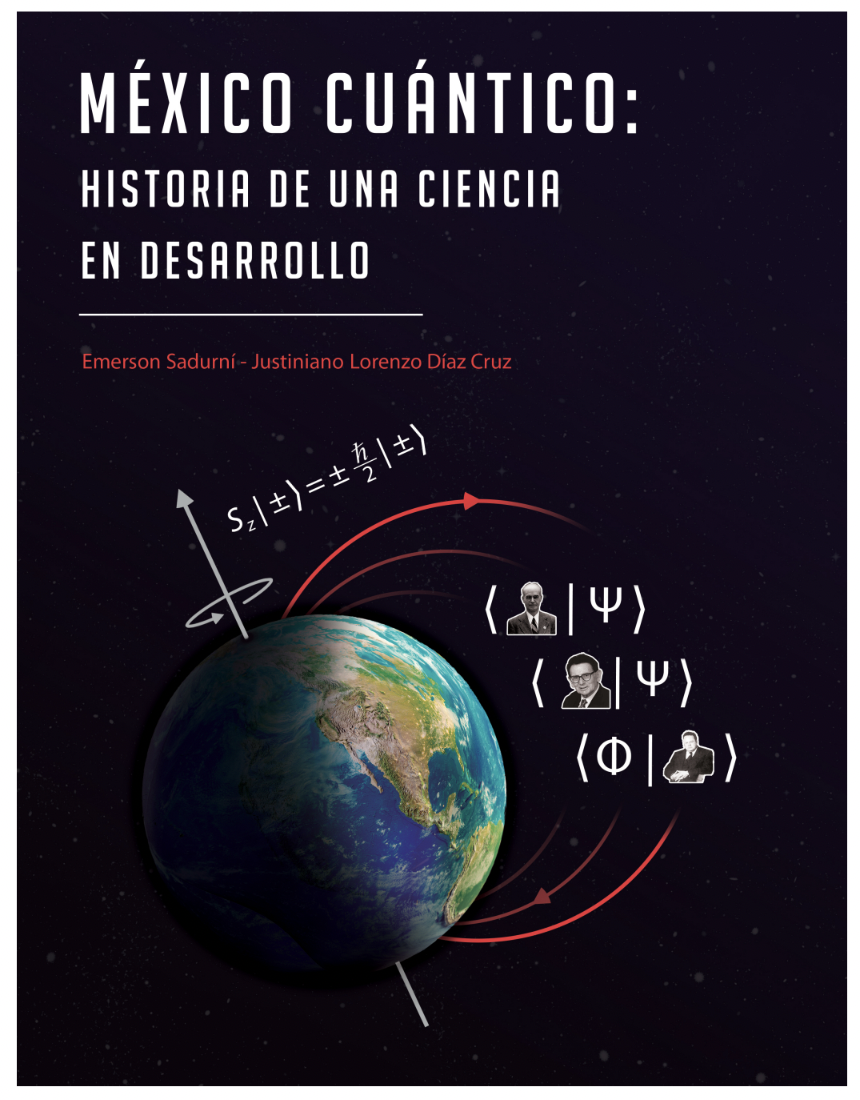 MÉXICO CUÁNTICO:
HISTORIA DE UNA CIENCIA
EN DESARROLLO
Emerson Sadurní - Justiniano Lorenzo Díaz Cruz
S_z|±⟩=±ℏ/2|±⟩
⟨ |Ψ⟩
⟨ |Ψ⟩
⟨Φ| ⟩